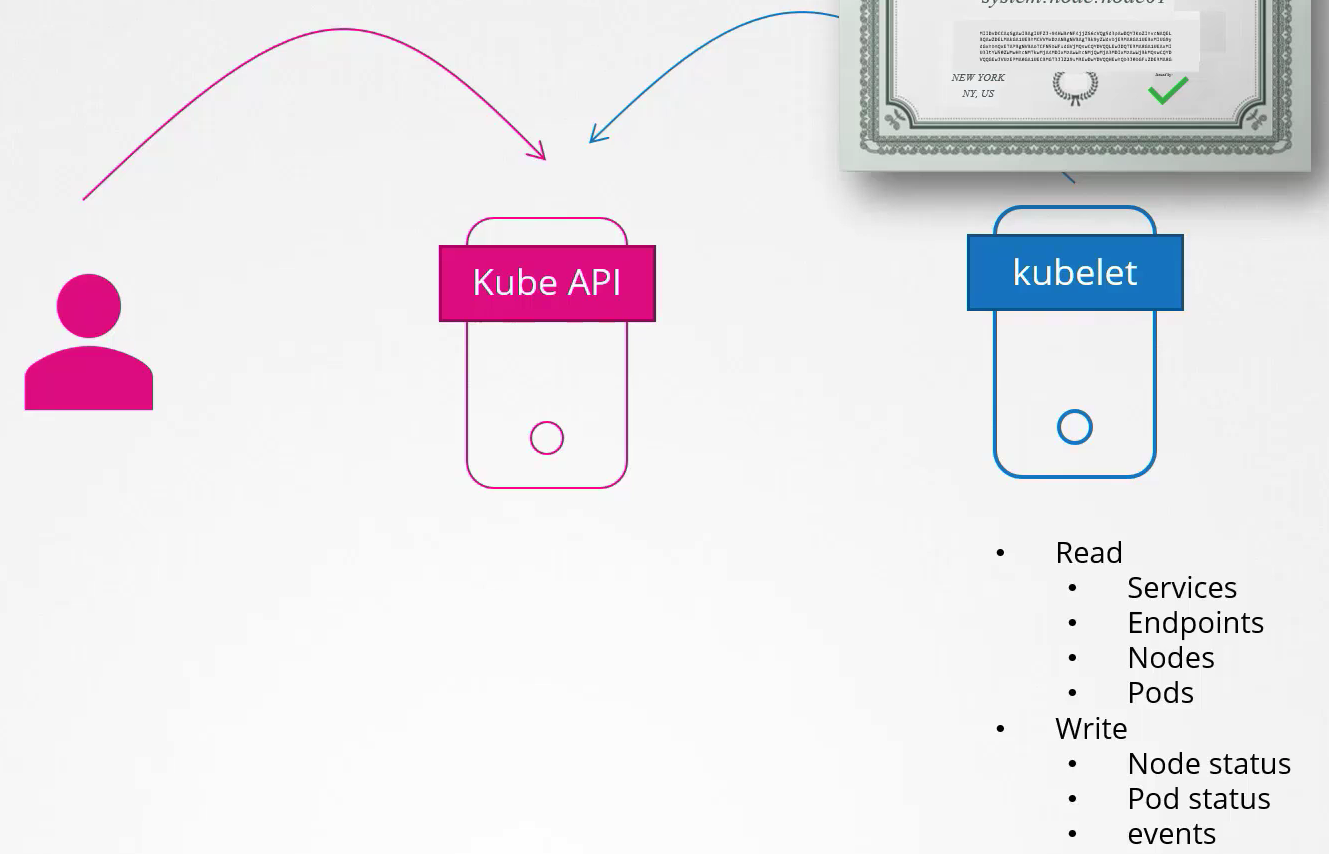 system:node:node01
NEW YORK
NY, US
Issued by:
Kube API
kubelet
• Read
• Services
• Endpoints
• Nodes
• Pods
• Write
• Node status
• Pod status
• events